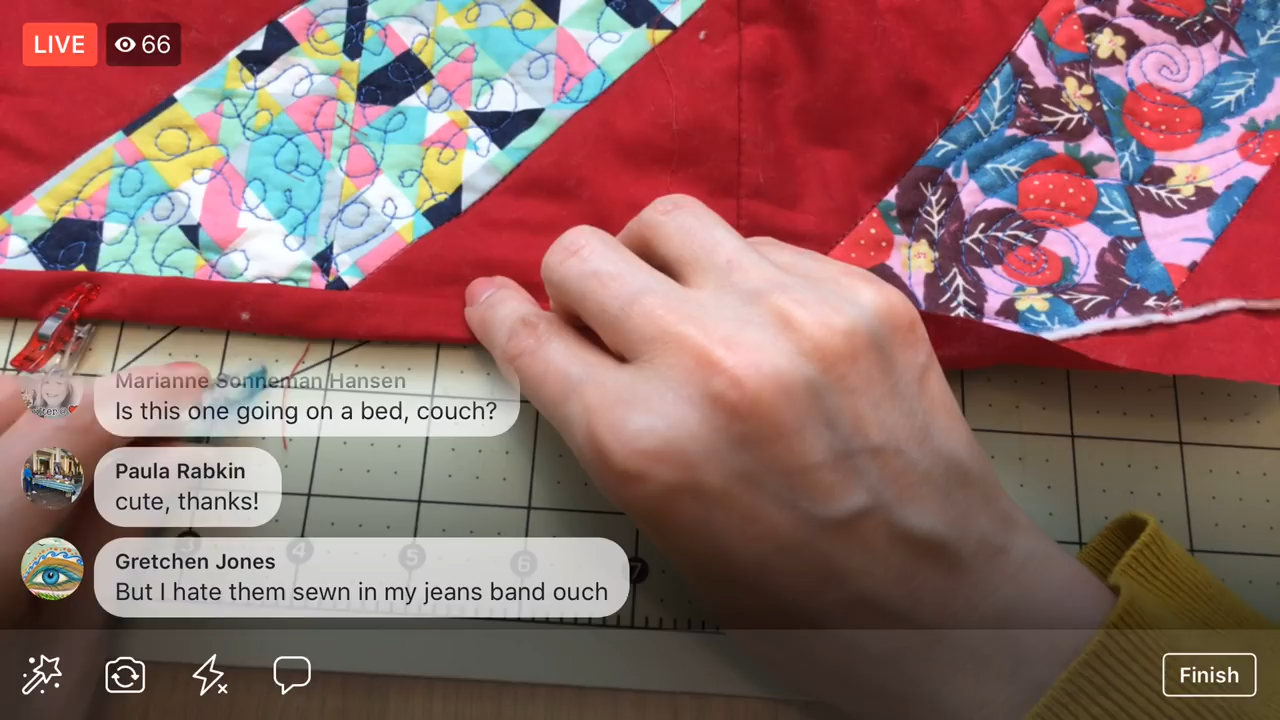 LIVE
66
Marianne Sonneman Hansen
Is this one going on a bed, couch?
Paula Rabkin
cute, thanks!
Gretchen Jones
But I hate them sewn in my jeans band ouch
3 4 5 6 7
Finish